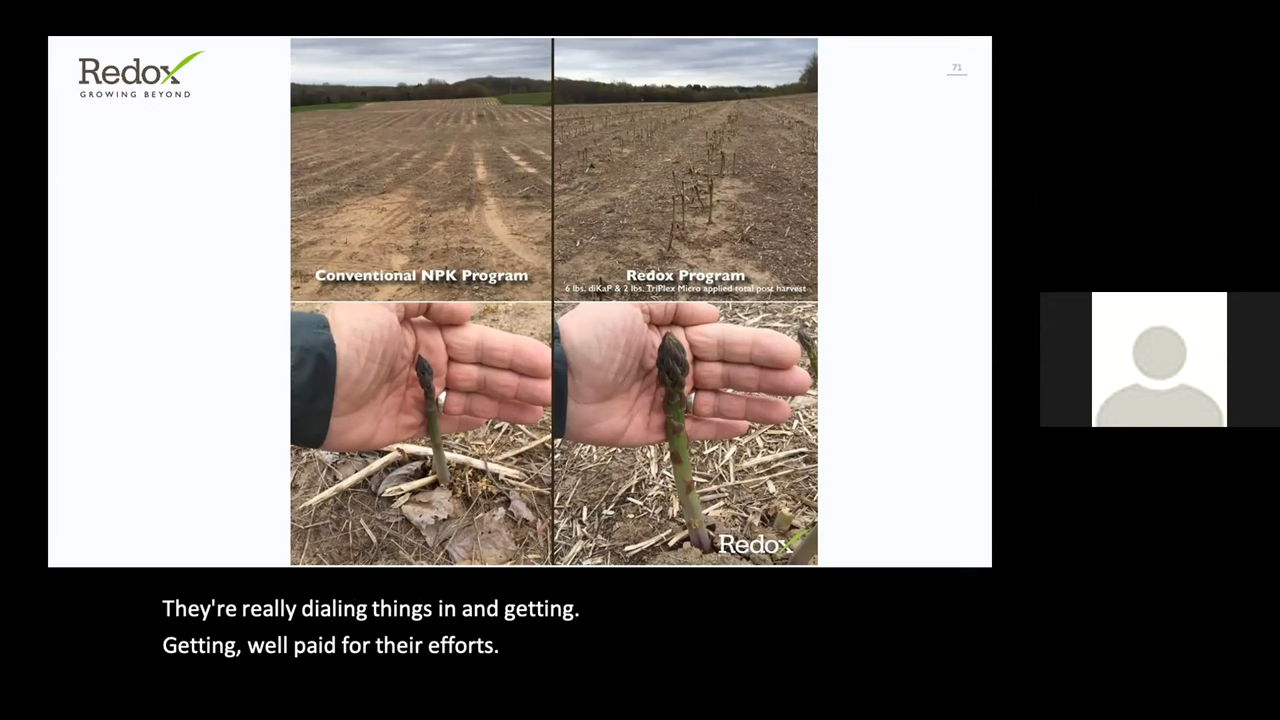 Redox
GROWING BEYOND
71
Conventional NPK Program
Redox Program
6 lbs. diKaP & 2 lbs. TriPlex Micro applied total post harvest
Redox
They're really dialing things in and getting.
Getting, well paid for their efforts.